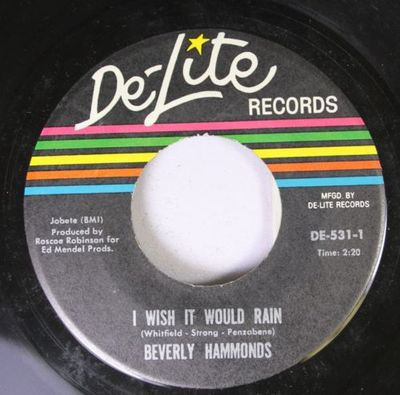 De-Lite
RECORDS
MFGD. BY
DE-LITE RECORDS
Jobete (BMI)
Produced by
Roscoe Robinson for
Ed Mendel Prods.
DE-531-1
Time: 2:20
I WISH IT WOULD RAIN
(Whitfield - Strong - Penzabene)
BEVERLY HAMMONDS